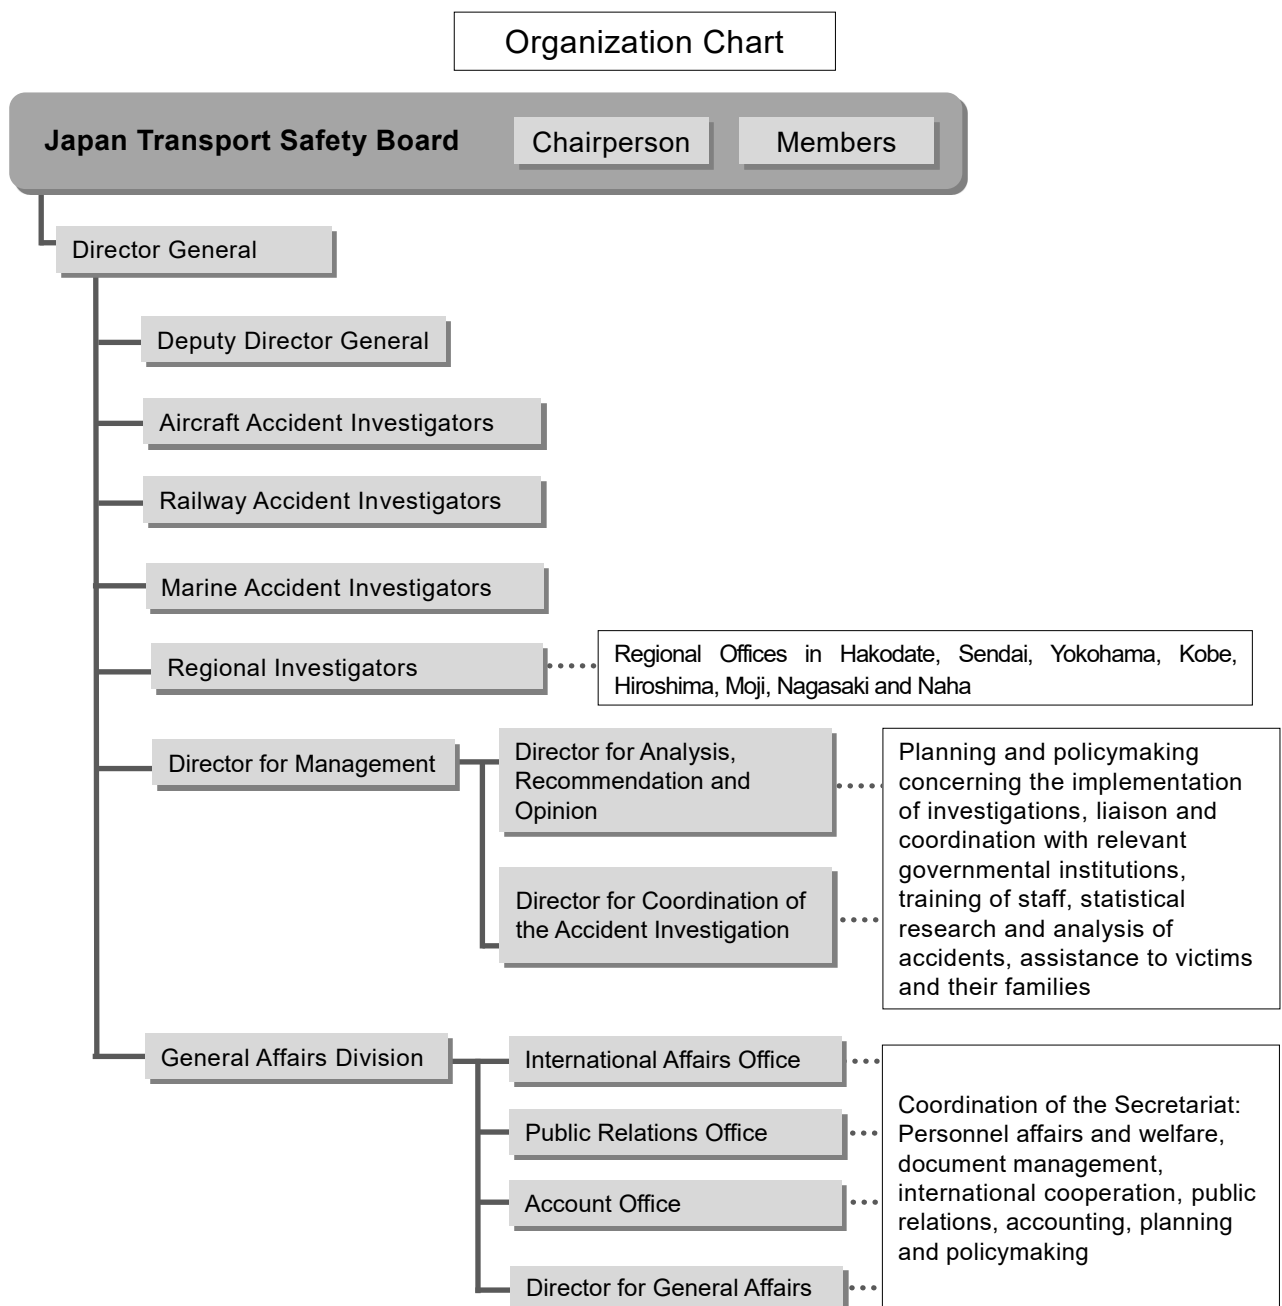 Organization Chart
Japan Transport Safety Board
Chairperson
Members
Director General
Deputy Director General
Aircraft Accident Investigators
Railway Accident Investigators
Marine Accident Investigators
Regional Investigators
Regional Offices in Hakodate, Sendai, Yokohama, Kobe,
Hiroshima, Moji, Nagasaki and Naha
Director for Management
Director for Analysis,
Recommendation and
Opinion
Director for Coordination of
the Accident Investigation
Planning and policymaking
concerning the implementation
of investigations, liaison and
coordination with relevant
governmental institutions,
training of staff, statistical
research and analysis of
accidents, assistance to victims
and their families
General Affairs Division
International Affairs Office
Public Relations Office
Account Office
Director for General Affairs
Coordination of the Secretariat:
Personnel affairs and welfare,
document management,
international cooperation, public
relations, accounting, planning
and policymaking